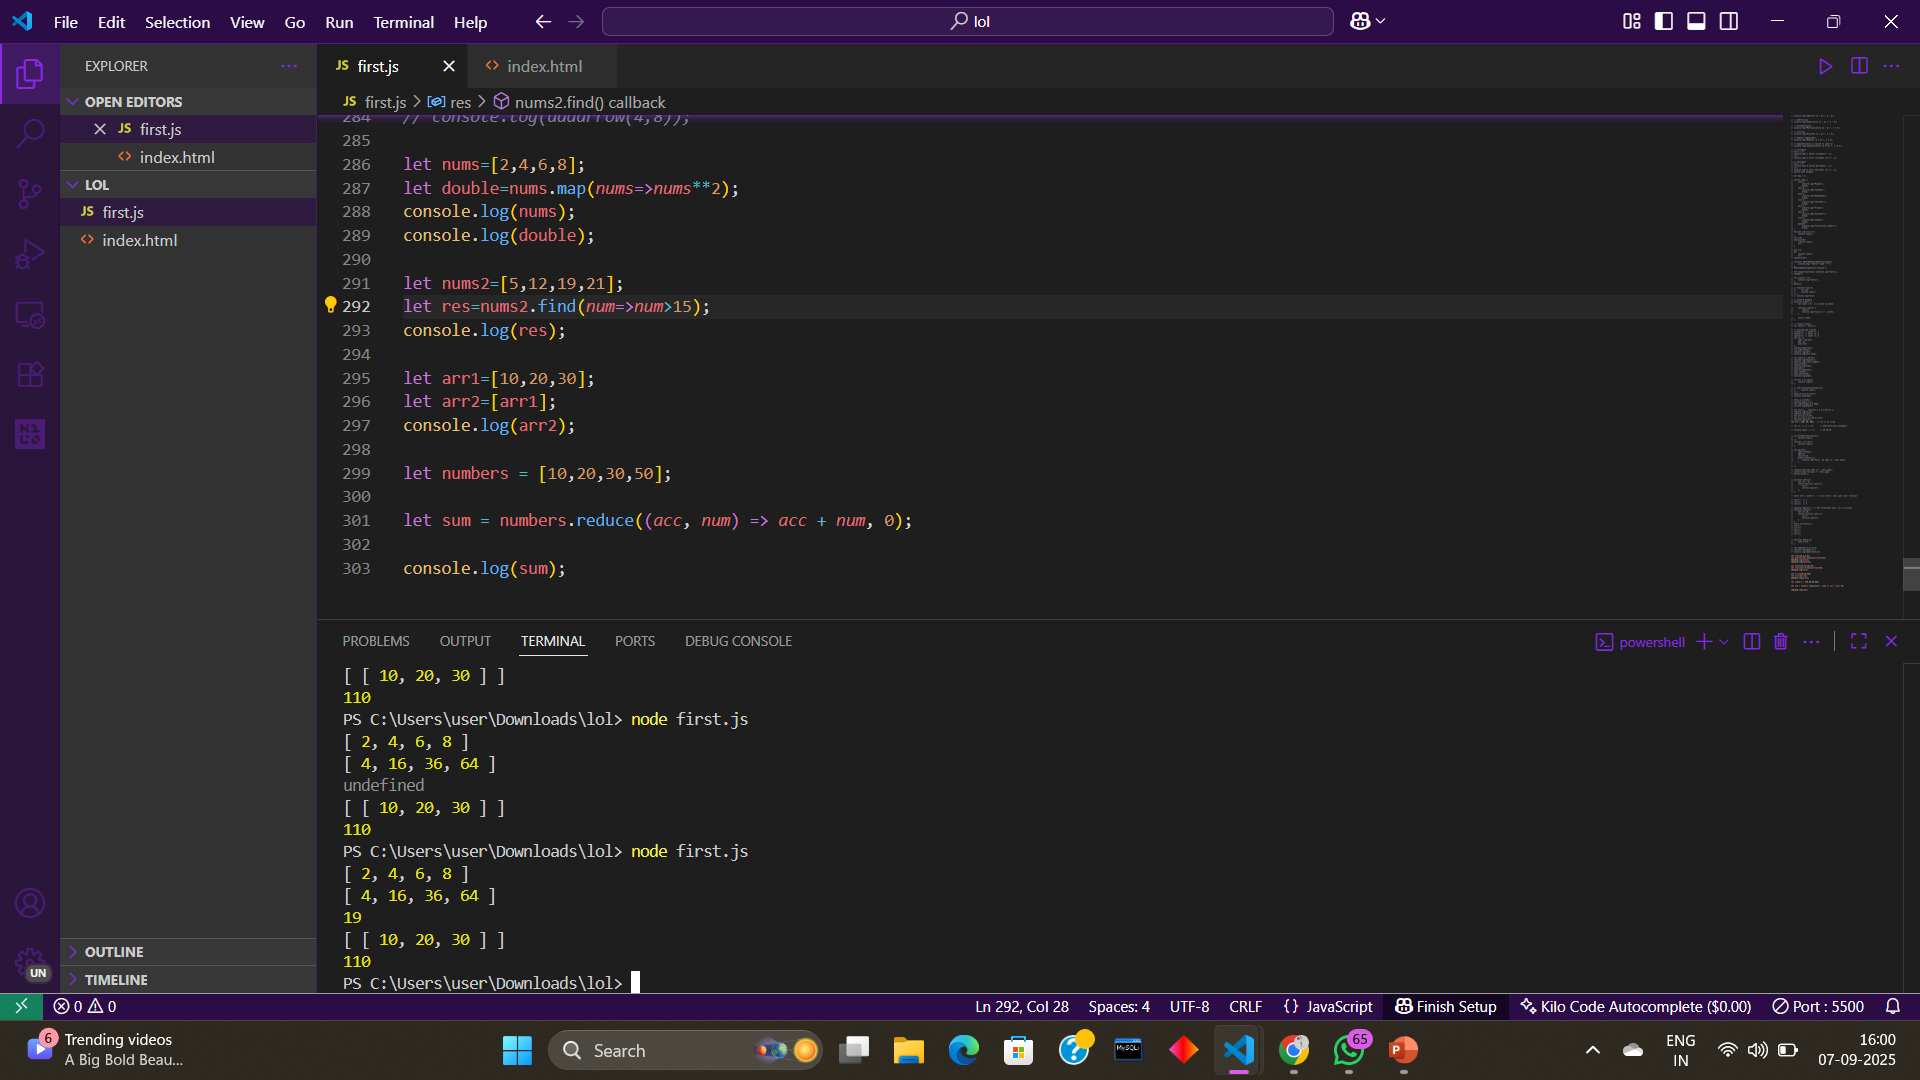 File Edit Selection View Go Run Terminal Help
lol
EXPLORER
OPEN EDITORS
JS first.js
<> index.html
LOL
JS first.js
<> index.html
OUTLINE
TIMELINE
UN
JS first.js
<> index.html
JS first.js > res > nums2.find() callback
284
285
286 let nums=[2,4,6,8];
287 let double=nums.map(nums=>nums**2);
288 console.log(nums);
289 console.log(double);
290
291 let nums2=[5,12,19,21];
292 let res=nums2.find(num=>num>15);
293 console.log(res);
294
295 let arr1=[10,20,30];
296 let arr2=[arr1];
297 console.log(arr2);
298
299 let numbers = [10,20,30,50];
300
301 let sum = numbers.reduce((acc, num) => acc + num, 0);
302
303 console.log(sum);
PROBLEMS OUTPUT TERMINAL PORTS DEBUG CONSOLE
powershell
[ [ 10, 20, 30 ] ]
110
PS C:\Users\user\Downloads\lol> node first.js
[ 2, 4, 6, 8 ]
[ 4, 16, 36, 64 ]
undefined
[ [ 10, 20, 30 ] ]
110
PS C:\Users\user\Downloads\lol> node first.js
[ 2, 4, 6, 8 ]
[ 4, 16, 36, 64 ]
19
[ [ 10, 20, 30 ] ]
110
PS C:\Users\user\Downloads\lol>
0 0 Ln 292, Col 28 Spaces: 4 UTF-8 CRLF {} JavaScript Finish Setup Kilo Code Autocomplete ($0.00) Port : 5500
6
Trending videos
A Big Bold Beau...
Search
MySQL
65
ENG
IN
16:00
07-09-2025